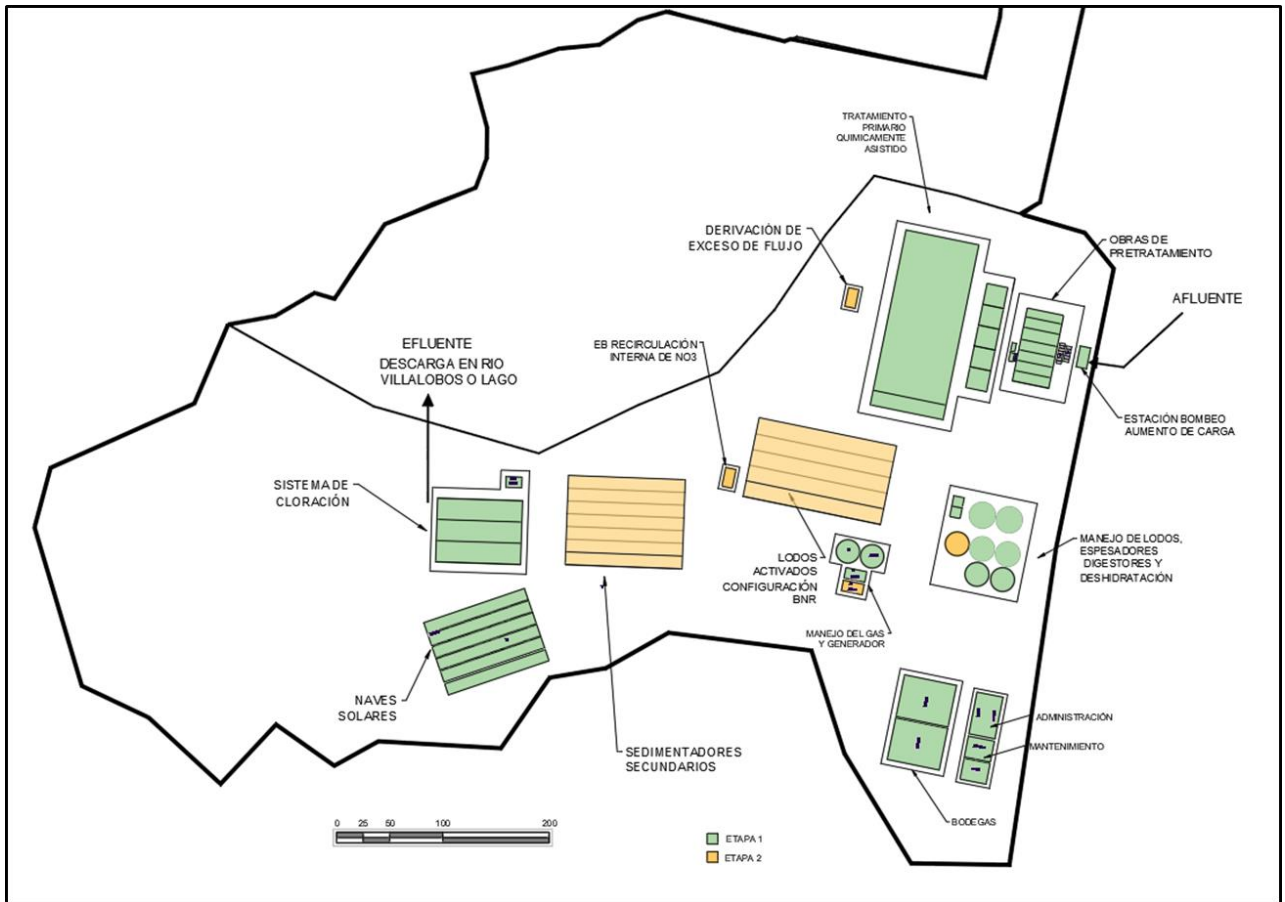 TRATAMIENTO
PRIMARIO
QUIMICAMENTE
ASISTIDO
DERIVACIÓN DE
EXCESO DE FLUJO
OBRAS DE
PRETRATAMIENTO
AFLUENTE
EFLUENTE
DESCARGA EN RIO
VILLALOBOS O LAGO
EB RECIRCULACIÓN
INTERNA DE NO3
ESTACIÓN BOMBEO
AUMENTO DE CARGA
SISTEMA DE
CLORACIÓN
LODOS
ACTIVADOS
CONFIGURACIÓN
BNR
MANEJO DE LODOS,
ESPESADORES
DIGESTORES Y
DESHIDRATACIÓN
MANEJO DEL GAS
Y GENERADOR
NAVES
SOLARES
SEDIMENTADORES
SECUNDARIOS
ADMINISTRACIÓN
MANTENIMIENTO
BODEGAS
0 25 50 100 200
ETAPA 1
ETAPA 2